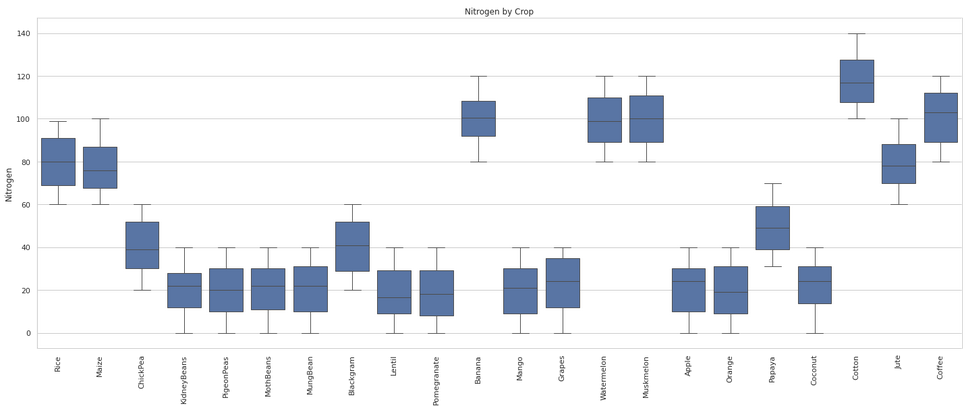 Nitrogen by Crop
Nitrogen
140
120
100
80
60
40
20
0
Rice
Maize
ChickPea
KidneyBeans
PigeonPeas
MothBeans
MungBean
Blackgram
Lentil
Pomegranate
Banana
Mango
Grapes
Watermelon
Muskmelon
Apple
Orange
Papaya
Coconut
Cotton
Jute
Coffee